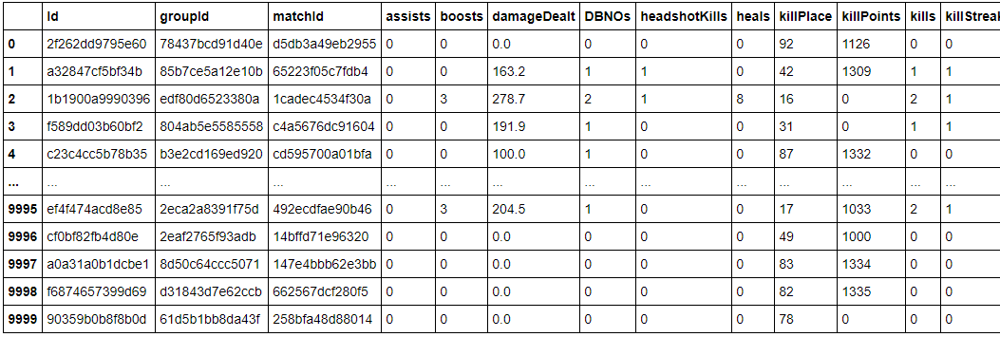 Id groupId matchId assists boosts damageDealt DBNOs headshotKills heals killPlace killPoints kills killStreak
0 2f262dd9795e60 78437bcd91d40e d5db3a49eb2955 0 0 0.0 0 0 0 92 1126 0 0
1 a32847cf5bf34b 85b7ce5a12e10b 65223f05c7fdb4 0 0 163.2 1 1 0 42 1309 1 1
2 1b1900a9990396 edf80d6523380a 1cadec4534f30a 0 3 278.7 2 1 8 16 0 2 1
3 f589dd03b60bf2 804ab5e5585558 c4a5676dc91604 0 0 191.9 1 0 0 31 0 1 1
4 c23c4cc5b78b35 b3e2cd169ed920 cd595700a01bfa 0 0 100.0 1 0 0 87 1332 0 0
... ... ... ... ... ... ... ... ... ... ... ... ... ...
9995 ef4f474acd8e85 2eca2a8391f75d 492ecdfae90b46 0 3 204.5 1 0 0 17 1033 2 1
9996 cf0bf82fb4d80e 2eaf2765f93adb 14bffd71e96320 0 0 0.0 0 0 0 49 1000 0 0
9997 a0a31a0b1dcbe1 8d50c64ccc5071 147e4bbb62e3bb 0 0 0.0 0 0 0 83 1334 0 0
9998 f6874657399d69 d31843d7e62ccb 662567dcf280f5 0 0 0.0 0 0 0 82 1335 0 0
9999 90359b0b8f8b0d 61d5b1bb8da43f 258bfa48d88014 0 0 0.0 0 0 0 78 0 0 0